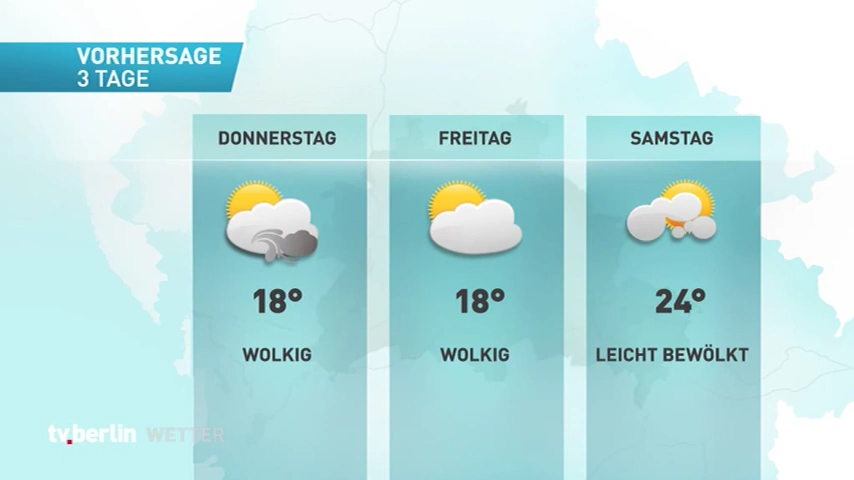 VORHERSAGE
3 TAGE
DONNERSTAG
FREITAG
SAMSTAG
18°
18°
24°
WOLKIG
WOLKIG
LEICHT BEWÖLKT
tv.berlin WETTER